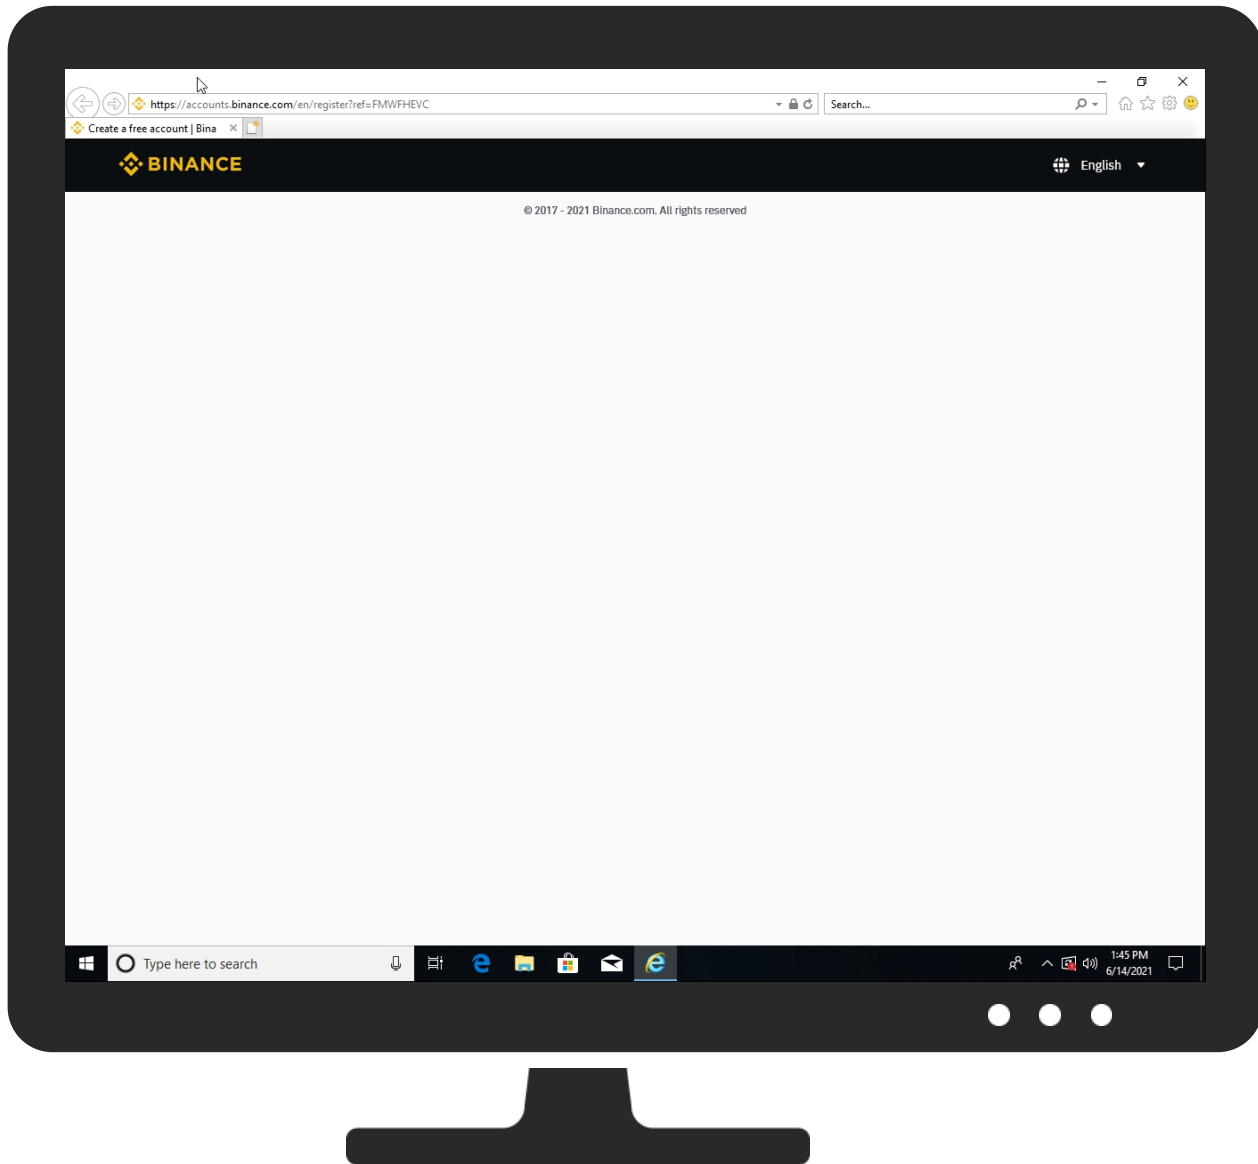 https://accounts.binance.com/en/register?ref=FMWFHEVC
Search...
Create a free account | Bina
BINANCE
English
© 2017 - 2021 Binance.com. All rights reserved
Type here to search
1:45 PM
6/14/2021